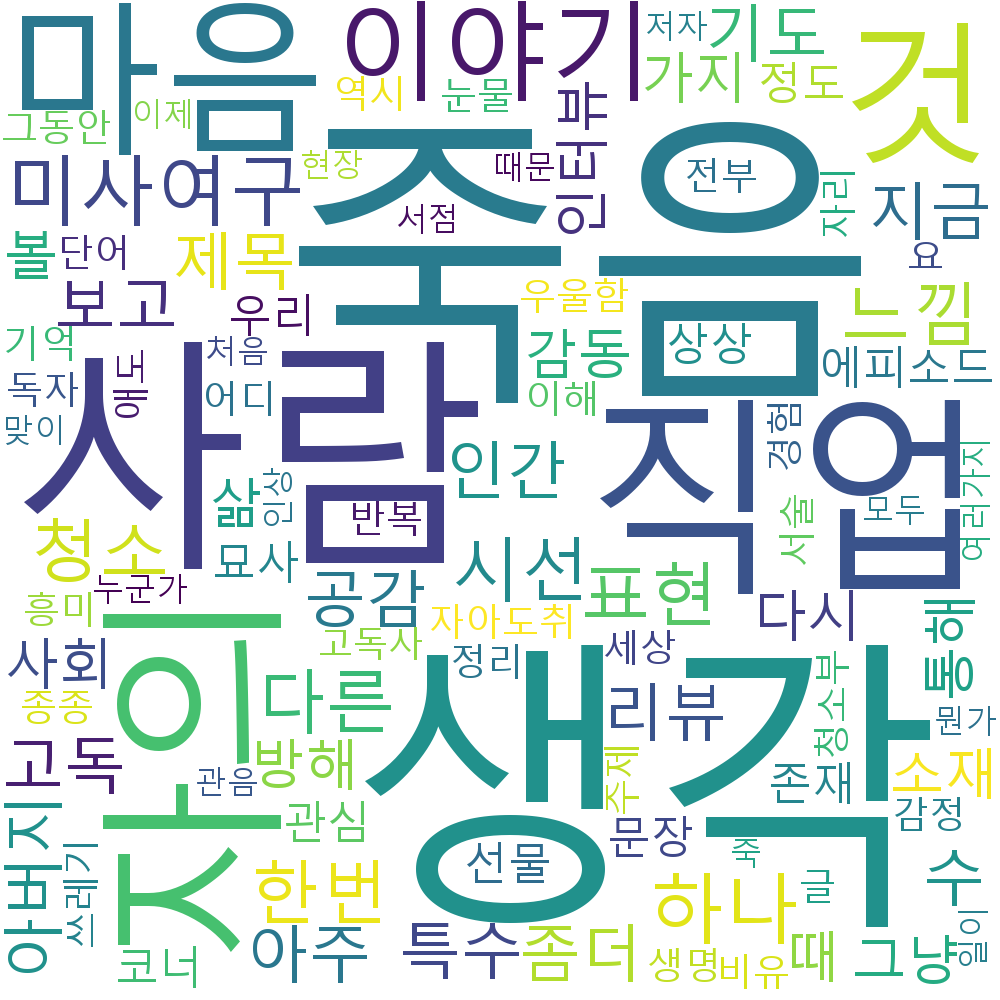 마음
이야기
저자
기도
것
역시
눈물
가지
정도
그동안
이제
인터뷰
죽음
현장
때문
전부
자리
미사여구
서점
지금
볼
단어
제목
요
보고
우리
우울함
느낌
기억
처음
감동
상상
에피소드
독자
애도
어디
이해
맞이
사람
직업
경험
인간
삶
인상
반복
서술
모두
여러가지
청소
묘사
시선
누군가
공감
표현
다시
흥미
자아도취
통해
조의
고독사
세상
사회
다른
정리
청소부
종종
생각
리뷰
뭔가
고독
방해
관음
주제
존재
소재
아버지
관심
감정
문장
쓰레기
선물
죽
한번
하나
글
수
코너
아주
특수
좀더
생명
비유
때
그냥
일이